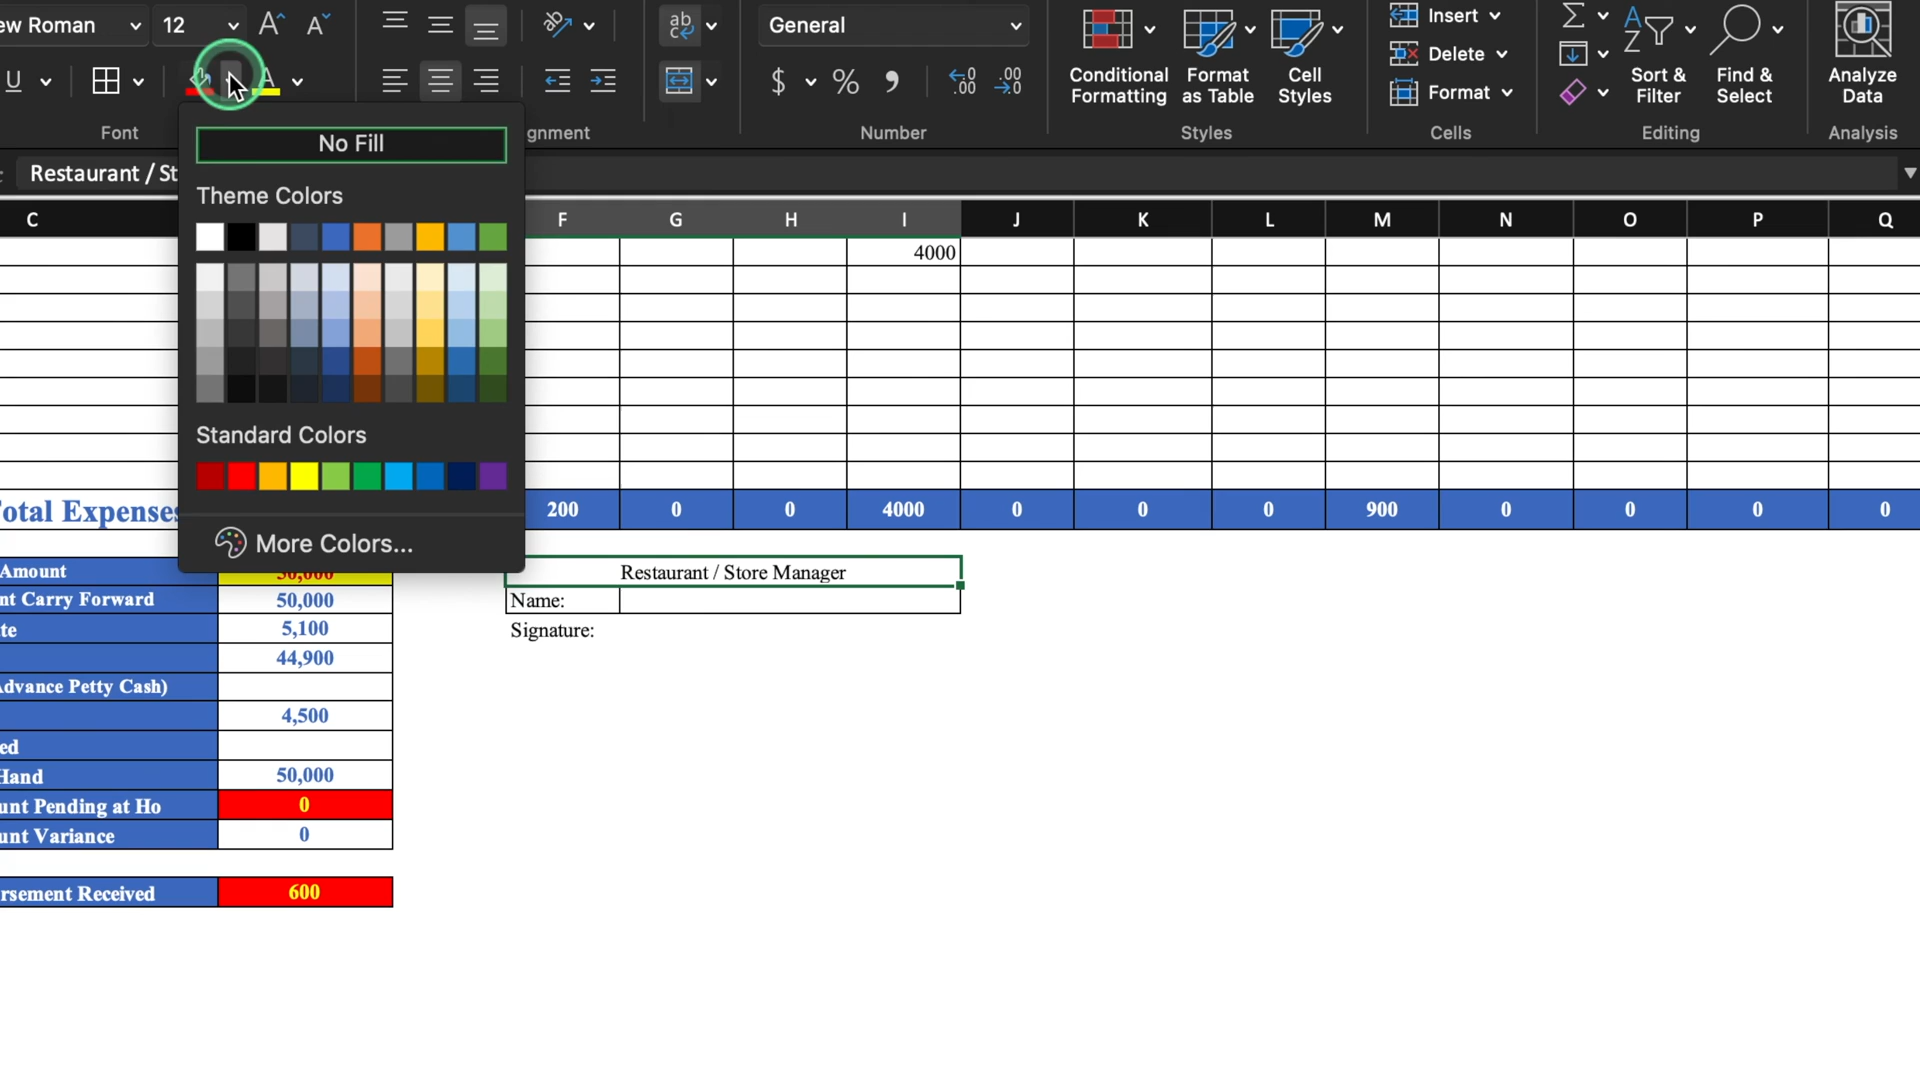 ew Roman 12 General Insert
U $ % Delete
Conditional Formatting Format as Table Cell Styles Format Sort & Filter Find & Select Analyze Data
Font gnment Number Styles Cells Editing Analysis
Restaurant / St
No Fill
Theme Colors
Standard Colors
More Colors...
C F G H I J K L M N O P Q
4000
otal Expenses 200 0 0 4000 0 0 0 900 0 0 0 0
Amount
nt Carry Forward 50,000
te 5,100
44,900
Advance Petty Cash)
4,500
ed
Hand 50,000
unt Pending at Ho 0
unt Variance 0
rsement Received 600
Restaurant / Store Manager
Name:
Signature: